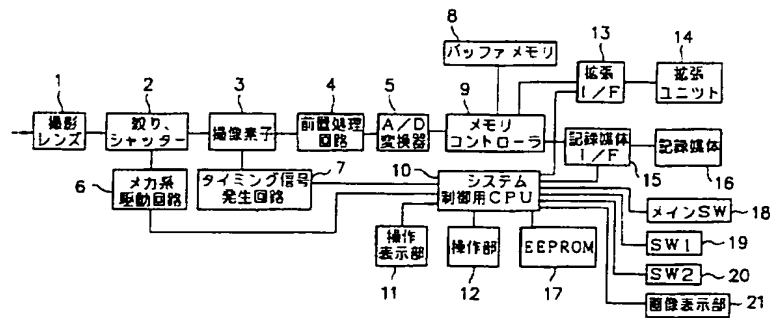 8
バッファメモリ
13
14
拡張
I/F
拡張
ユニット
1
2
3
4
5
9
撮影
レンズ
絞り、
シャッター
撮像素子
前置処理
回路
A/D
変換器
メモリ
コントローラ
記録媒体
I/F
記録媒体
15
16
6
メカ系
駆動回路
7
タイミング信号
発生回路
10
システム
制御用CPU
メインSW
18
操作
表示部
操作部
EEPROM
SW1
19
SW2
20
11
12
17
画像表示部
21